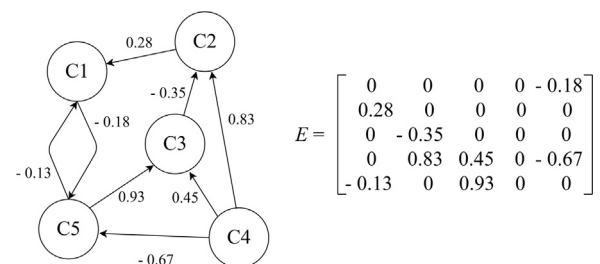 C2
0.28
C1
- 0.35
- 0.18
0.83
C3
- 0.13
0.93
0.45
C5
C4
- 0.67
E =
0 0 0 0 - 0.18
0.28 0 0 0 0
0 - 0.35 0 0 0
0 0.83 0.45 0 - 0.67
- 0.13 0 0.93 0 0